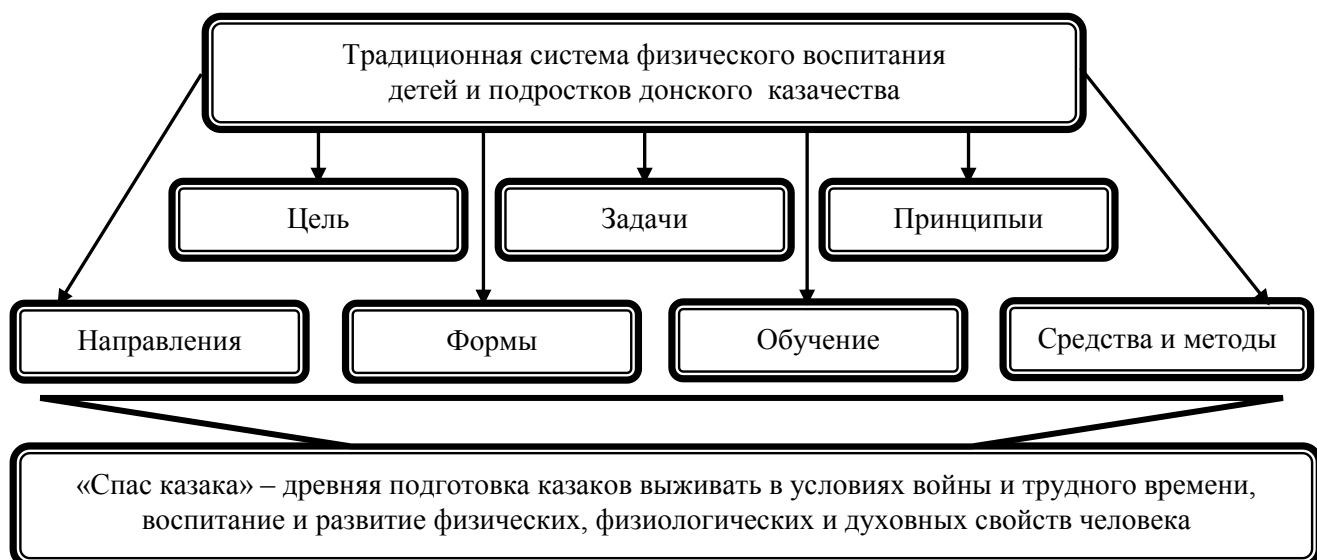 Традиционная система физического воспитания
детей и подростков донского казачества
Цель
Задачи
Принципыи
Направления
Формы
Обучение
Средства и методы
«Спас казака» – древняя подготовка казаков выживать в условиях войны и трудного времени,
воспитание и развитие физических, физиологических и духовных свойств человека